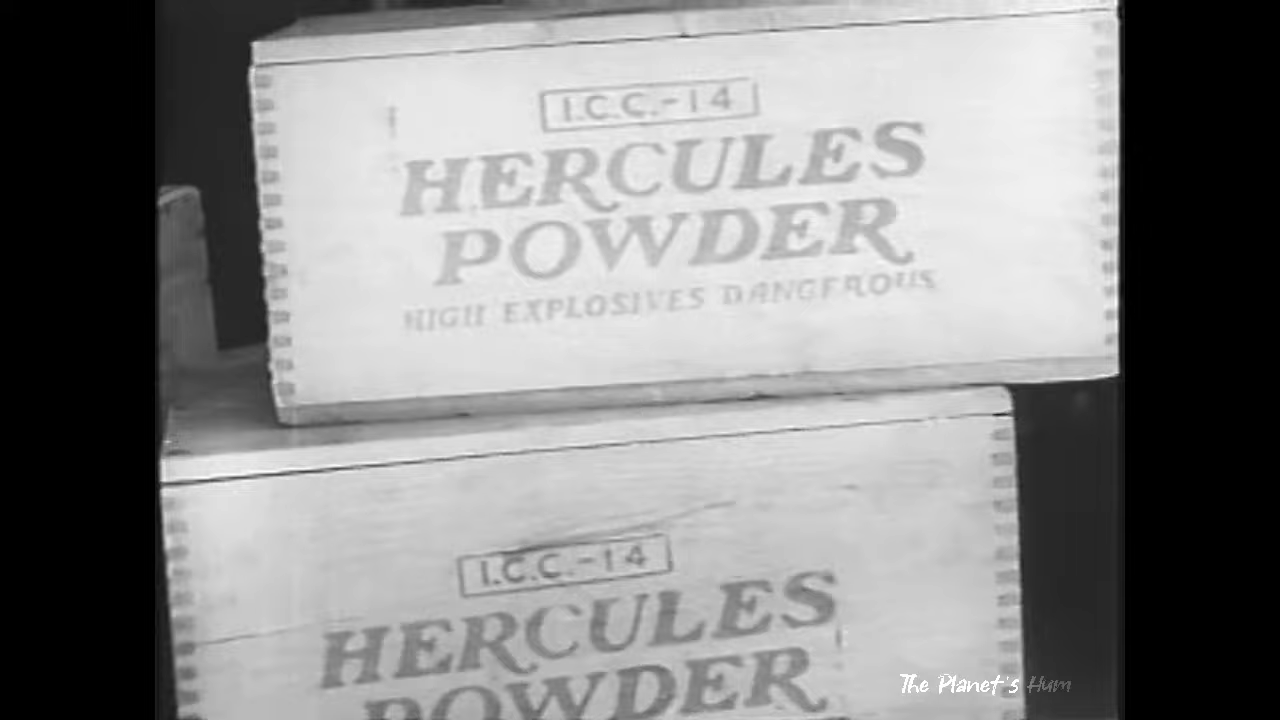 I.C.C.-14
HERCULES
POWDER
HIGH EXPLOSIVES DANGEROUS
I.C.C.-14
HERCULES
POWDER
The Planet's Hum